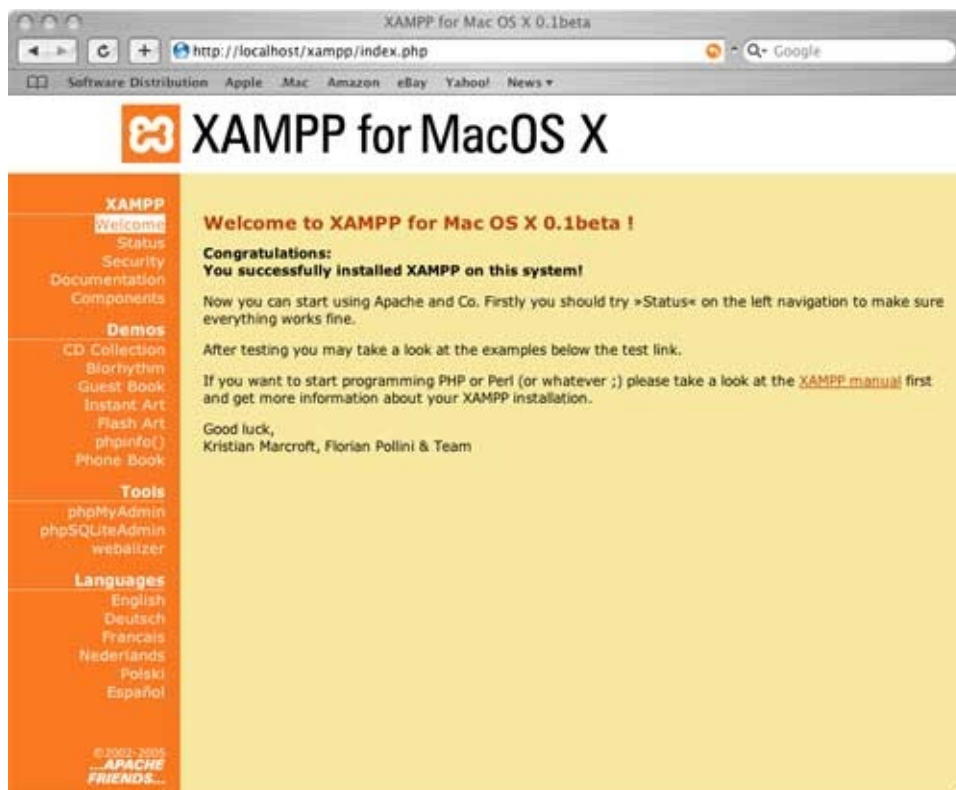 XAMPP for Mac OS X 0.1beta
http://localhost/xampp/index.php
Google
Software Distribution Apple .Mac Amazon eBay Yahoo! News
XAMPP for MacOS X
XAMPP
Welcome
Status
Security
Documentation
Components
Demos
CD Collection
Biorhythm
Guest Book
Instant Art
Flash Art
phpinfo()
Phone Book
Tools
phpMyAdmin
phpSQLiteAdmin
webalizer
Languages
English
Deutsch
Francais
Nederlands
Polski
Español
©2002-2005
...APACHE
FRIENDS...
Welcome to XAMPP for Mac OS X 0.1beta !
Congratulations:
You successfully installed XAMPP on this system!
Now you can start using Apache and Co. Firstly you should try »Status« on the left navigation to make sure
everything works fine.
After testing you may take a look at the examples below the test link.
If you want to start programming PHP or Perl (or whatever ;) please take a look at the XAMPP manual first
and get more information about your XAMPP installation.
Good luck,
Kristian Marcroft, Florian Pollini & Team